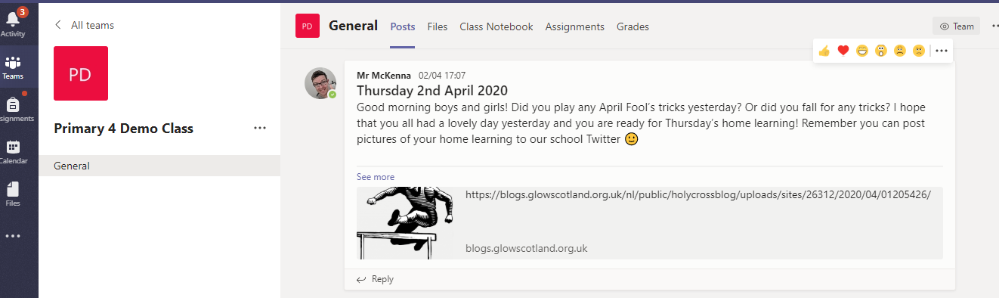 3
Activity
Teams
signments
Calendar
Files
All teams
PD
Primary 4 Demo Class
General
PD
General
Posts
Files
Class Notebook
Assignments
Grades
Team
Mr McKenna 02/04 17:07
Thursday 2nd April 2020
Good morning boys and girls! Did you play any April Fool's tricks yesterday? Or did you fall for any tricks? I hope
that you all had a lovely day yesterday and you are ready for Thursday's home learning! Remember you can post
pictures of your home learning to our school Twitter 🙂
See more
https://blogs.glowscotland.org.uk/nl/public/holycrossblog/uploads/sites/26312/2020/04/01205426/
blogs.glowscotland.org.uk
Reply